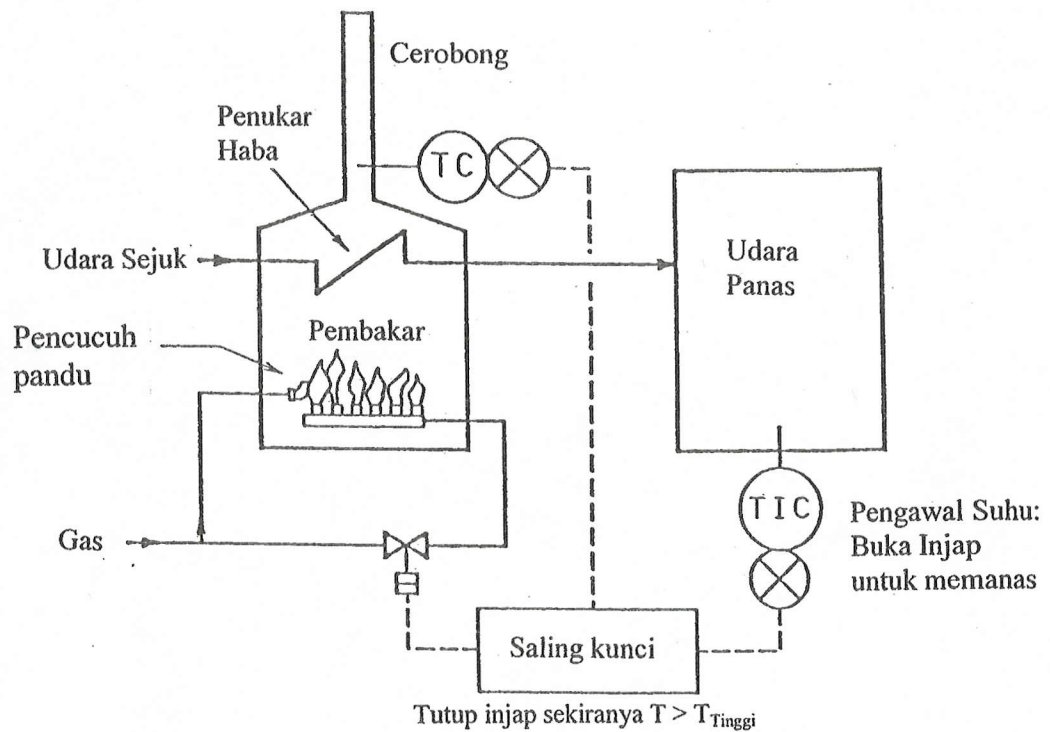 Cerobong
Penukar
Haba
TC
Udara Sejuk
Udara
Panas
Pencucuh
pandu
Pembakar
TIC
Pengawal Suhu:
Buka Injap
untuk memanas
Gas
Saling kunci
Tutup injap sekiranya T > TTinggi